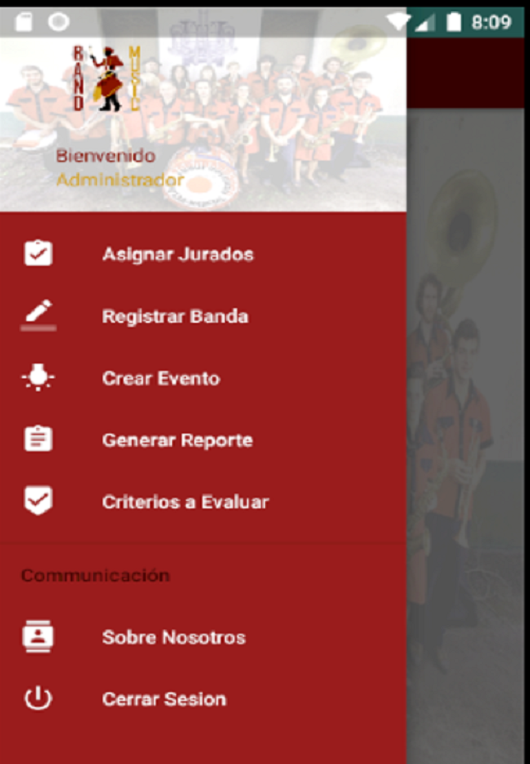 8:09
BAND MUSIC
Bienvenido
Administrador
Asignar Jurados
Registrar Banda
Crear Evento
Generar Reporte
Criterios a Evaluar
Communicación
Sobre Nosotros
Cerrar Sesion